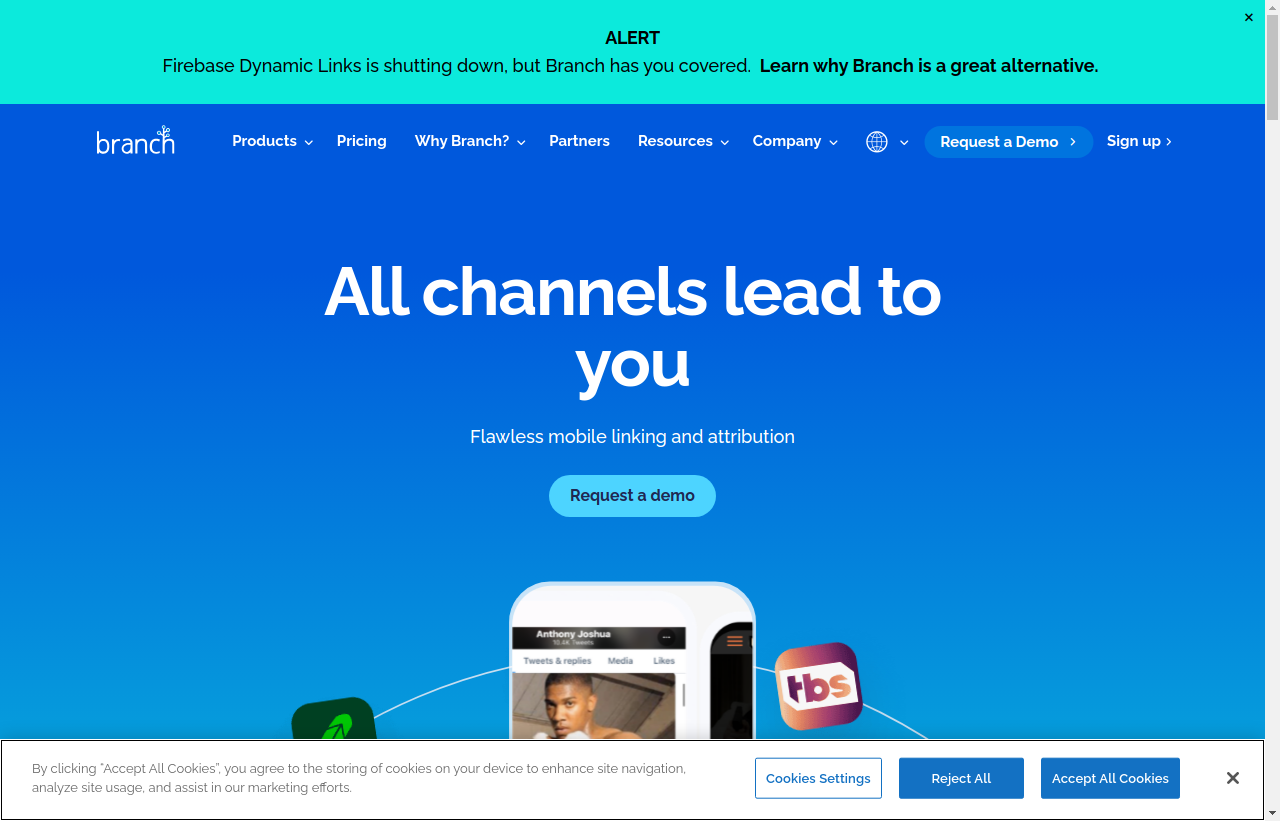 ALERT
Firebase Dynamic Links is shutting down, but Branch has you covered. Learn why Branch is a great alternative.
branch Products Pricing Why Branch? Partners Resources Company Request a Demo Sign up
All channels lead to
you
Flawless mobile linking and attribution
Request a demo
Anthony Joshua
10.4K Tweets
Tweets & replies Media Likes
tbs
By clicking “Accept All Cookies”, you agree to the storing of cookies on your device to enhance site navigation,
analyze site usage, and assist in our marketing efforts.
Cookies Settings Reject All Accept All Cookies